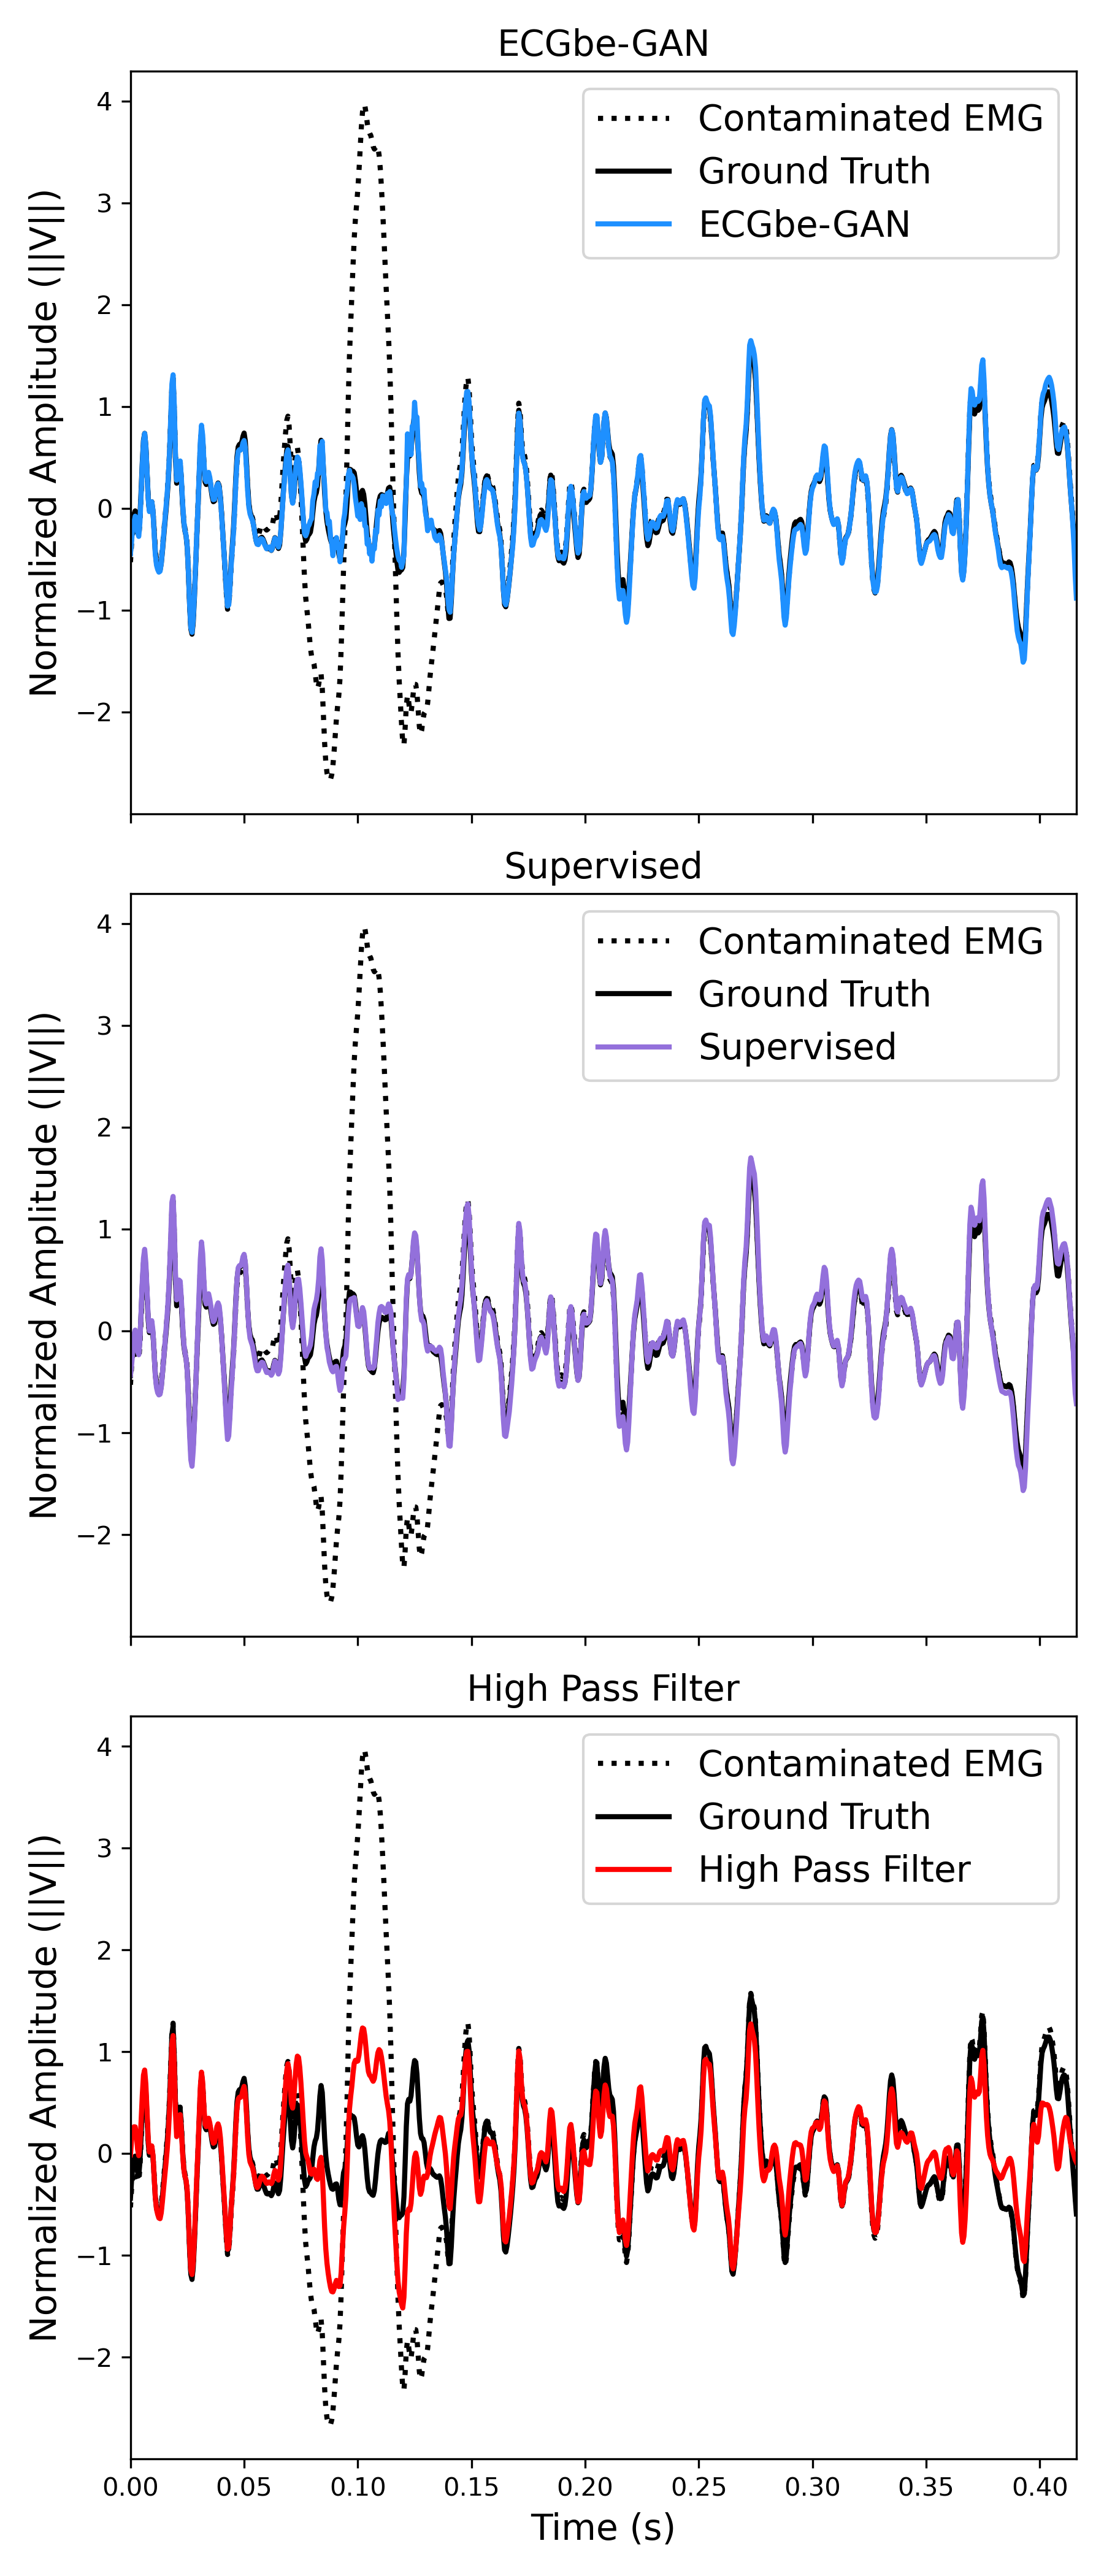 ECGbe-GAN
Normalized Amplitude (||V||)
4
3
2
1
0
−1
−2
Contaminated EMG
Ground Truth
ECGbe-GAN
Supervised
Normalized Amplitude (||V||)
4
3
2
1
0
−1
−2
Contaminated EMG
Ground Truth
Supervised
High Pass Filter
Normalized Amplitude (||V||)
4
3
2
1
0
−1
−2
Contaminated EMG
Ground Truth
High Pass Filter
0.00 0.05 0.10 0.15 0.20 0.25 0.30 0.35 0.40
Time (s)